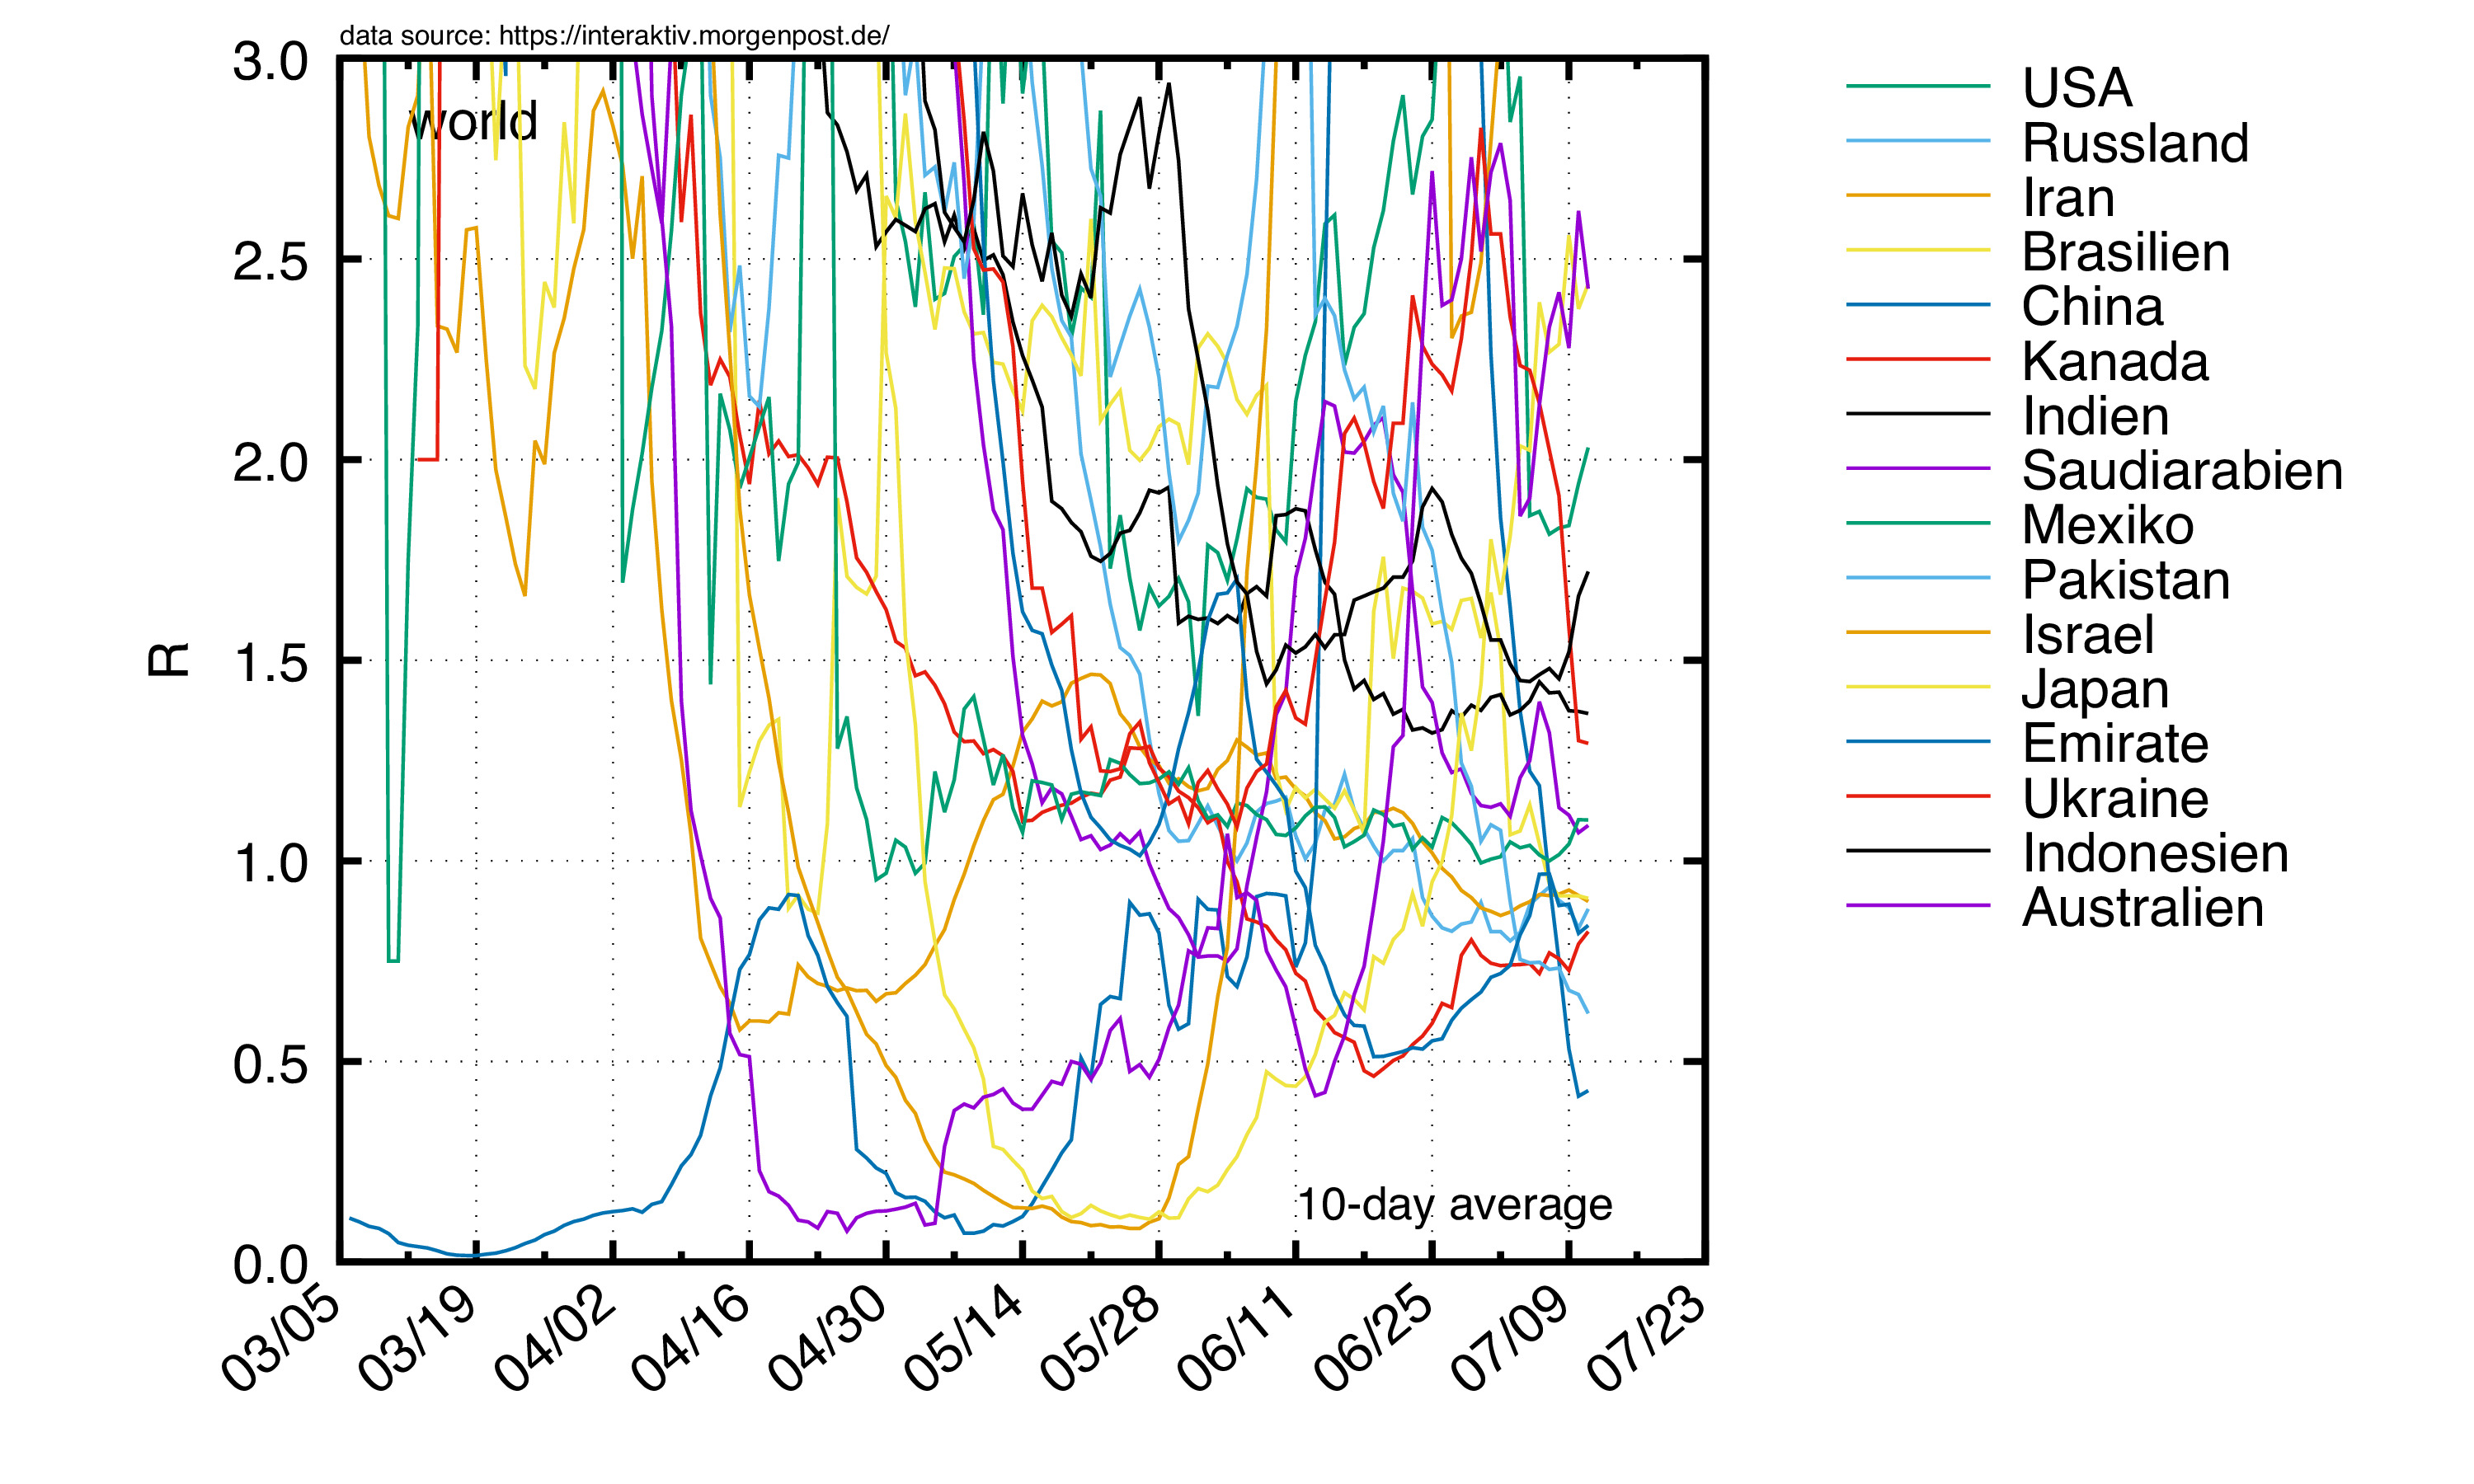 data source: https://interaktiv.morgenpost.de/
world
R
3.0
2.5
2.0
1.5
1.0
0.5
0.0
10-day average
03/05
03/19
04/02
04/16
04/30
05/14
05/28
06/11
06/25
07/09
07/23
USA
Russland
Iran
Brasilien
China
Kanada
Indien
Saudiarabien
Mexiko
Pakistan
Israel
Japan
Emirate
Ukraine
Indonesien
Australien